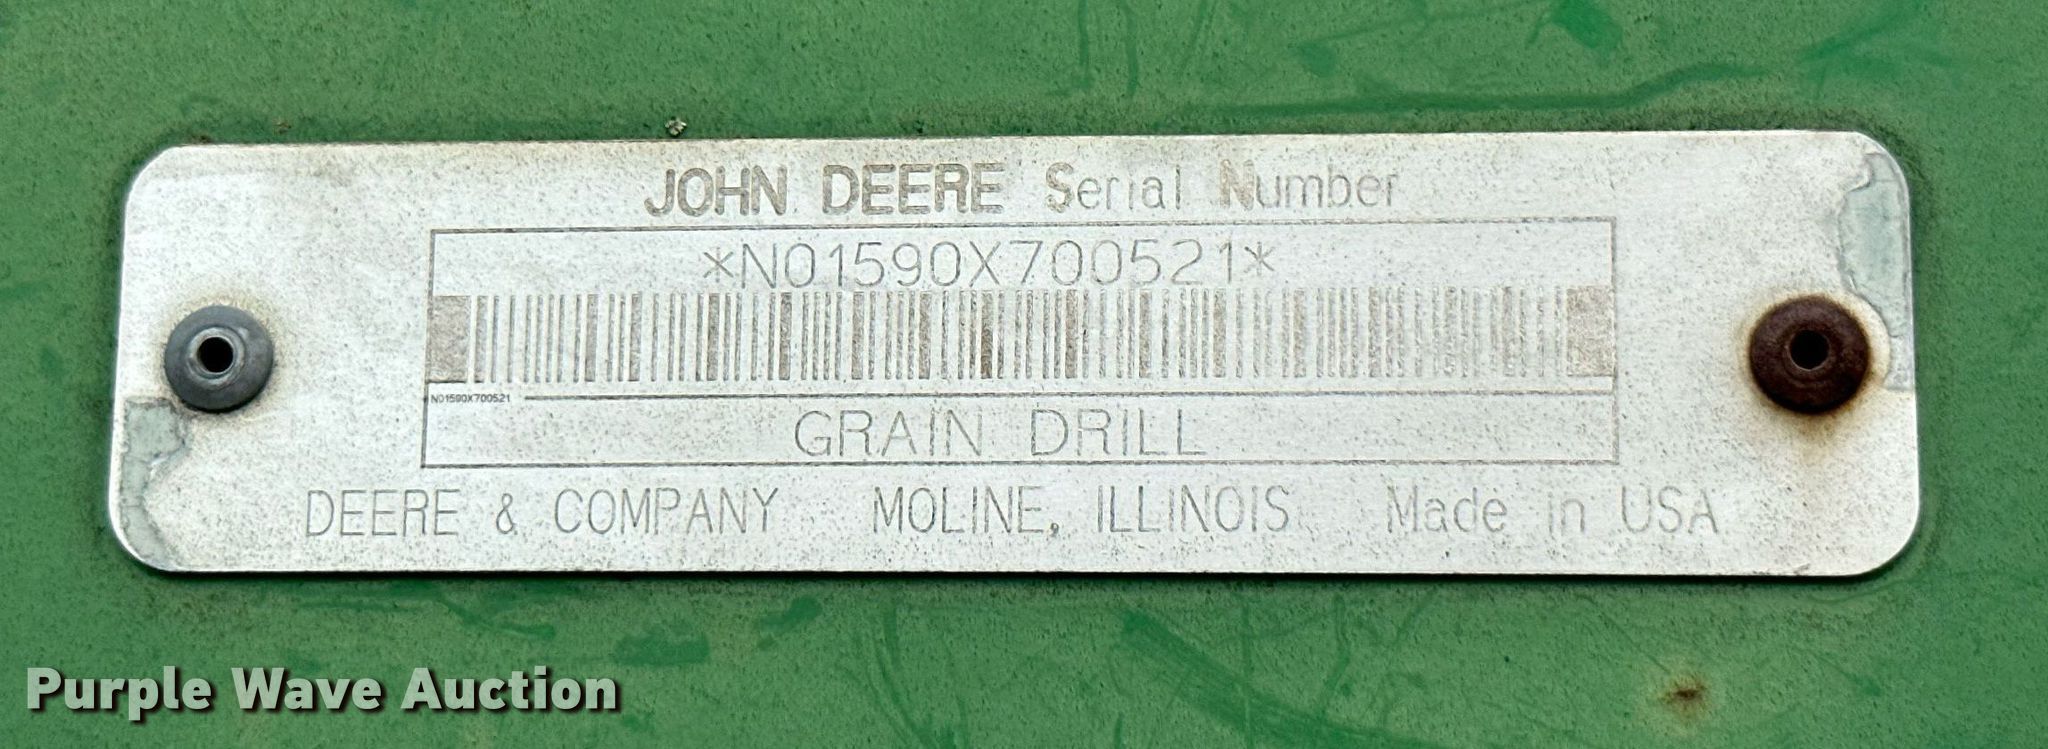 JOHN DEERE Serial Number
*N01590X700521*
N01590X700521
GRAIN DRILL
DEERE & COMPANY MOLINE, ILLINOIS Made in USA
Purple Wave Auction